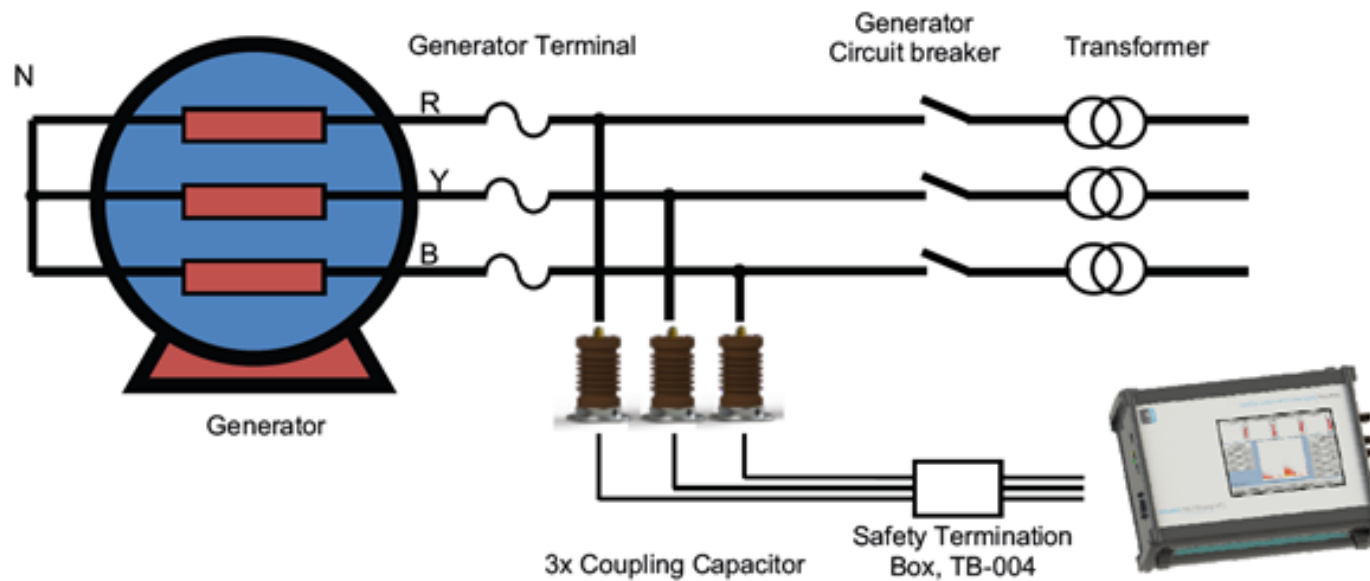 Generator
Circuit breaker
Transformer
Generator Terminal
N
R
Y
B
Generator
Safety Termination
Box, TB-004
3x Coupling Capacitor